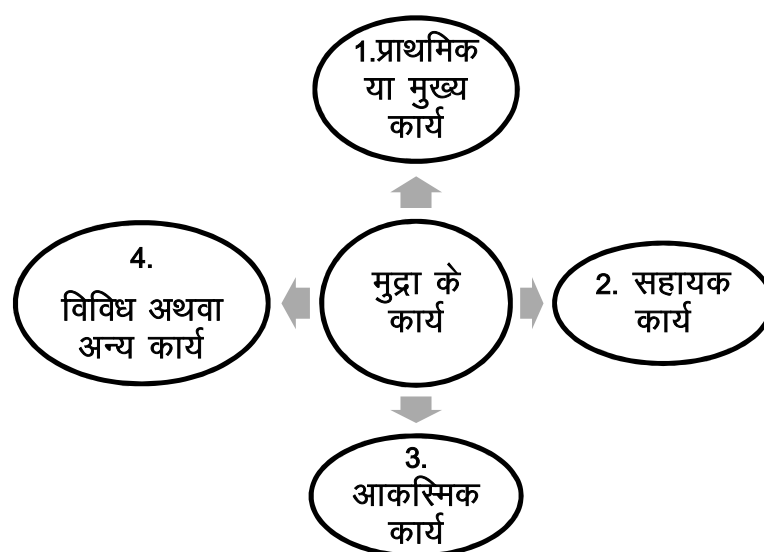 1.प्राथमिक
या मुख्य
कार्य
4.
विविध अथवा
अन्य कार्य
मुद्रा के
कार्य
2. सहायक
कार्य
3.
आकस्मिक
कार्य